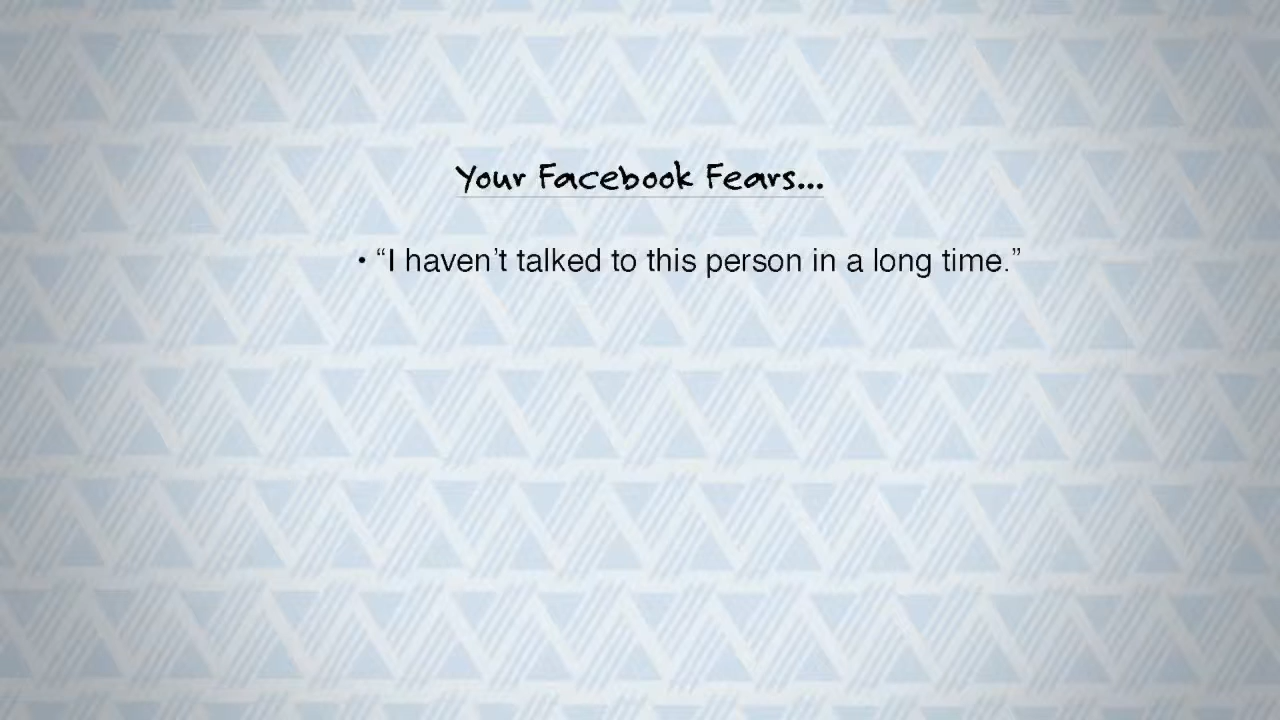 Your Facebook Fears...
• “I haven’t talked to this person in a long time.”